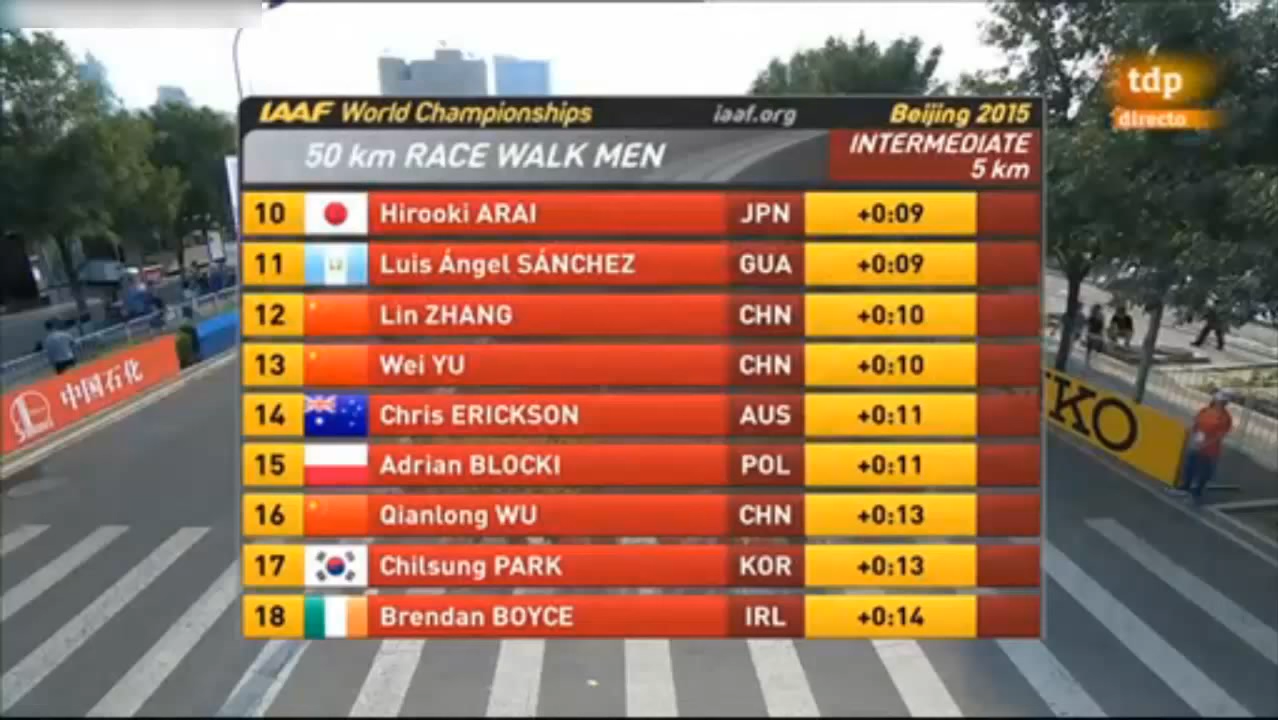 IAAF World Championships iaaf.org Beijing 2015
50 km RACE WALK MEN INTERMEDIATE
5 km
10 Hirooki ARAI JPN +0:09
11 Luis Ángel SÁNCHEZ GUA +0:09
12 Lin ZHANG CHN +0:10
13 Wei YU CHN +0:10
14 Chris ERICKSON AUS +0:11
15 Adrian BLOCKI POL +0:11
16 Qianlong WU CHN +0:13
17 Chilsung PARK KOR +0:13
18 Brendan BOYCE IRL +0:14
tdp
directo
中国石化
KO